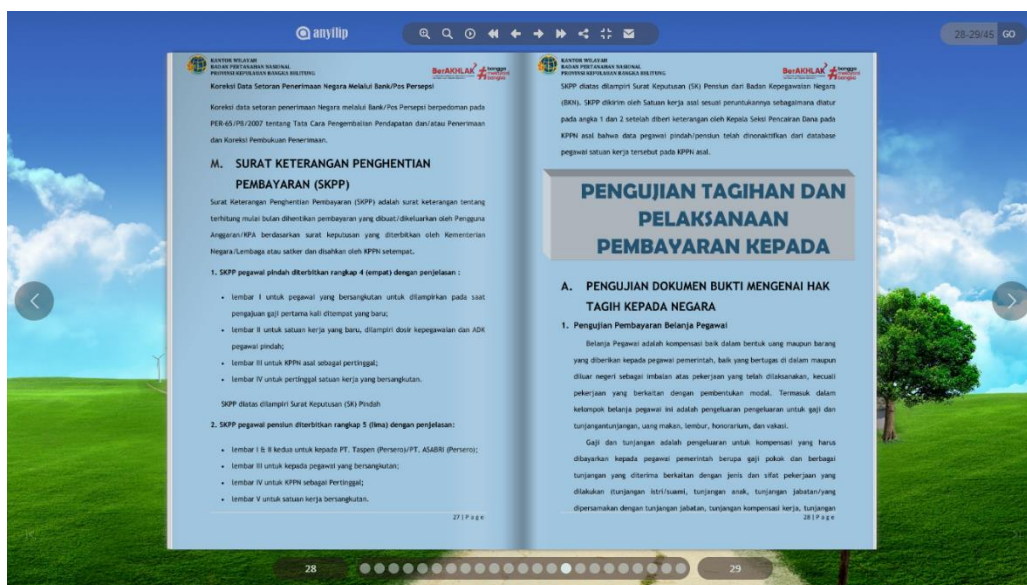 anyflip
28-29/45 GO
KANTOR WILAYAH
BADAN PERTANAHAN NASIONAL
PROVINSI KEPULAUAN BANGKA BELITUNG
BerAKHLAK
bangga
melayani
bangsa
Koreksi Data Setoran Penerimaan Negara Melalui Bank/Pos Persepsi
Koreksi data setoran penerimaan Negara melalui Bank/Pos Persepsi berpedoman pada
PER-65/PB/2007 tentang Tata Cara Pengembalian Pendapatan dan/atau Penerimaan
dan Koreksi Pembukuan Penerimaan.
M. SURAT KETERANGAN PENGHENTIAN
PEMBAYARAN (SKPP)
Surat Keterangan Penghentian Pembayaran (SKPP) adalah surat keterangan tentang
terhitung mulai bulan dihentikan pembayaran yang dibuat/dikeluarkan oleh Pengguna
Anggaran/KPA berdasarkan surat keputusan yang diterbitkan oleh Kementerian
Negara/Lembaga atau satker dan disahkan oleh KPPN setempat.
1. SKPP pegawai pindah diterbitkan rangkap 4 (empat) dengan penjelasan :
• lembar I untuk pegawai yang bersangkutan untuk dilampirkan pada saat
pengajuan gaji pertama kali ditempat yang baru;
• lembar II untuk satuan kerja yang baru, dilampiri dosir kepegawaian dan ADK
pegawai pindah;
• lembar III untuk KPPN asal sebagai pertinggal;
• lembar IV untuk pertinggal satuan kerja yang bersangkutan.
SKPP diatas dilampiri Surat Keputusan (SK) Pindah
2. SKPP pegawai pensiun diterbitkan rangkap 5 (lima) dengan penjelasan:
• lembar I & II kedua untuk kepada PT. Taspen (Persero)/PT. ASABRI (Persero);
• lembar III untuk kepada pegawai yang bersangkutan;
• lembar IV untuk KPPN sebagai Pertinggal;
• lembar V untuk satuan kerja bersangkutan.
27 | P a g e
KANTOR WILAYAH
BADAN PERTANAHAN NASIONAL
PROVINSI KEPULAUAN BANGKA BELITUNG
BerAKHLAK
bangga
melayani
bangsa
SKPP diatas dilampiri Surat Keputusan (SK) Pensiun dari Badan Kepegawaian Negara
(BKN). SKPP dikirim oleh Satuan kerja asal sesuai peruntukannya sebagaimana diatur
pada angka 1 dan 2 setelah diberi keterangan oleh Kepala Seksi Pencairan Dana pada
KPPN asal bahwa data pegawai pindah/pensiun telah dinonaktifkan dari database
pegawai satuan kerja tersebut pada KPPN asal.
PENGUJIAN TAGIHAN DAN
PELAKSANAAN
PEMBAYARAN KEPADA
A. PENGUJIAN DOKUMEN BUKTI MENGENAI HAK
TAGIH KEPADA NEGARA
1. Pengujian Pembayaran Belanja Pegawai
Belanja Pegawai adalah kompensasi baik dalam bentuk uang maupun barang
yang diberikan kepada pegawai pemerintah, baik yang bertugas di dalam maupun
diluar negeri sebagai imbalan atas pekerjaan yang telah dilaksanakan, kecuali
pekerjaan yang berkaitan dengan pembentukan modal. Termasuk dalam
kelompok belanja pegawai ini adalah pengeluaran pengeluaran untuk gaji dan
tunjangantunjangan, uang makan, lembur, honorarium, dan vakasi.
Gaji dan tunjangan adalah pengeluaran untuk kompensasi yang harus
dibayarkan kepada pegawai pemerintah berupa gaji pokok dan berbagai
tunjangan yang diterima berkaitan dengan jenis dan sifat pekerjaan yang
dilakukan (tunjangan istri/suami, tunjangan anak, tunjangan jabatan/yang
dipersamakan dengan tunjangan jabatan, tunjangan kompensasi kerja, tunjangan
28 | P a g e
28
29